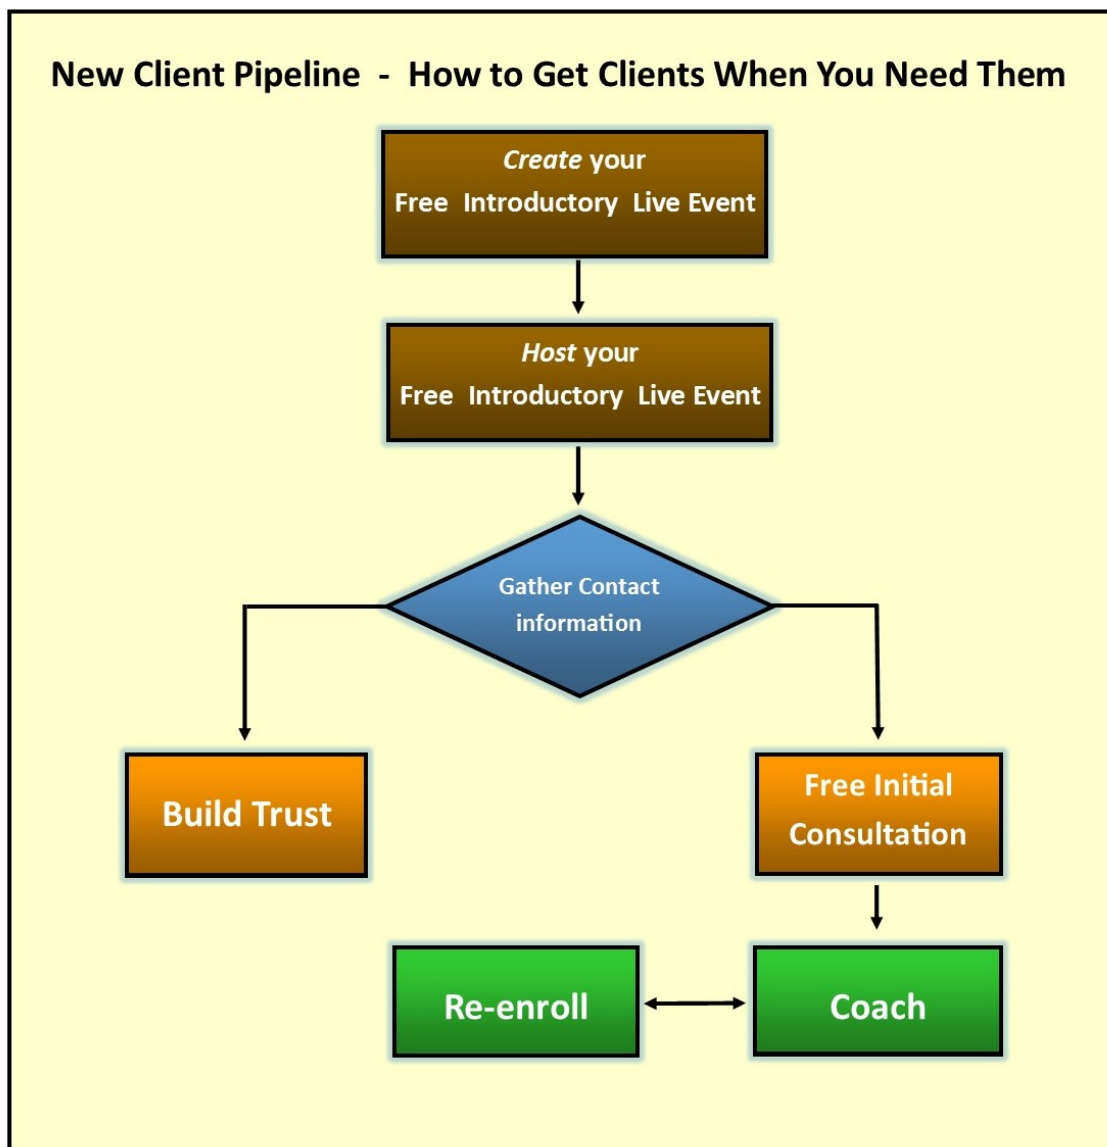 New Client Pipeline - How to Get Clients When You Need Them
Create your
Free Introductory Live Event
Host your
Free Introductory Live Event
Gather Contact
information
Build Trust
Free Initial
Consultation
Re-enroll
Coach